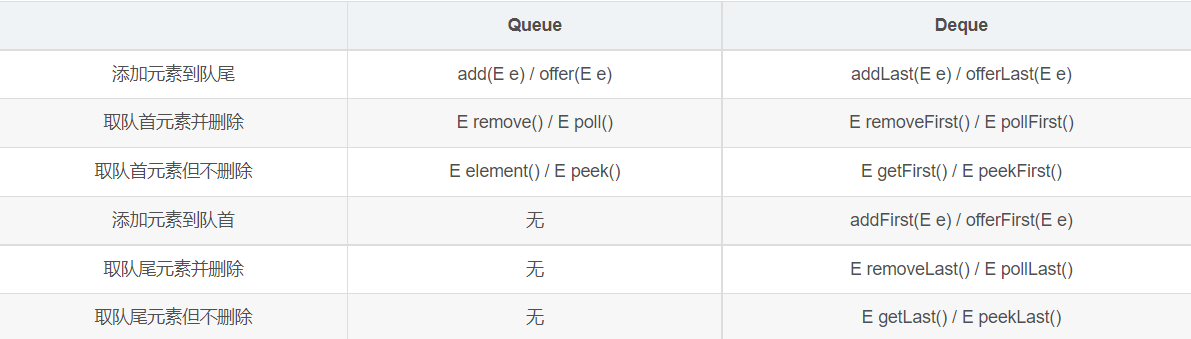 Queue Deque
添加元素到队尾 add(E e) / offer(E e) addLast(E e) / offerLast(E e)
取队首元素并删除 E remove() / E poll() E removeFirst() / E pollFirst()
取队首元素但不删除 E element() / E peek() E getFirst() / E peekFirst()
添加元素到队首 无 addFirst(E e) / offerFirst(E e)
取队尾元素并删除 无 E removeLast() / E pollLast()
取队尾元素但不删除 无 E getLast() / E peekLast()